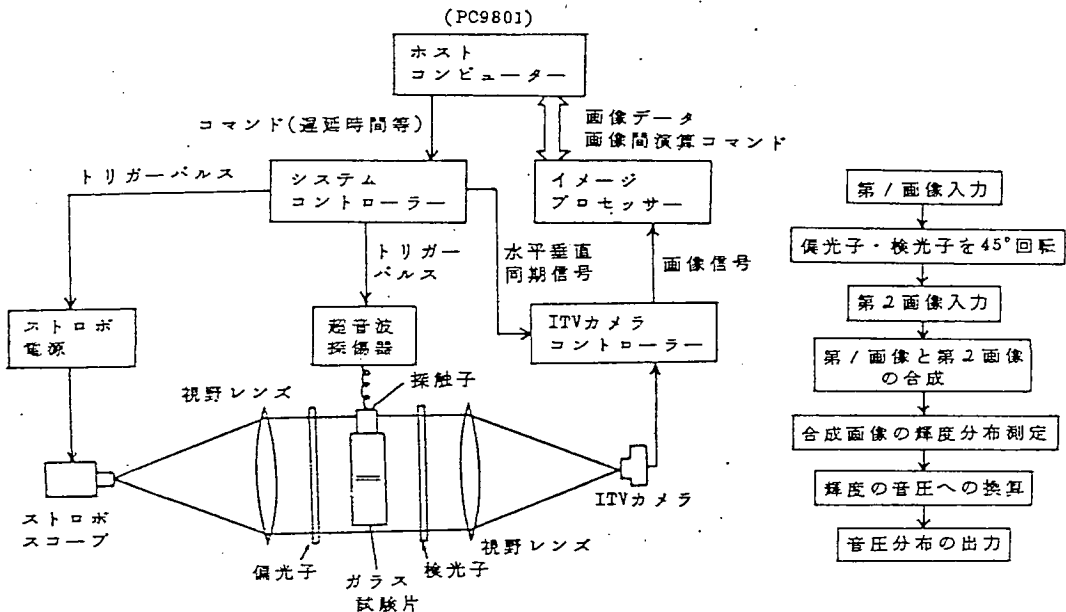 (PC9801)
ホスト
コンピューター
コマンド(遅延時間等)
画像データ
画像間演算コマンド
トリガーパルス
システム
コントローラー
イメージ
プロセッサー
トリガー
パルス
水平垂直
同期信号
画像信号
ストロボ
電源
超音波
探傷器
ITVカメラ
コントローラー
視野レンズ
探触子
ストロボ
スコープ
偏光子
ガラス
試験片
検光子
視野レンズ
ITVカメラ
第1画像入力
偏光子・検光子を45°回転
第2画像入力
第1画像と第2画像
の合成
合成画像の輝度分布測定
輝度の音圧への換算
音圧分布の出力